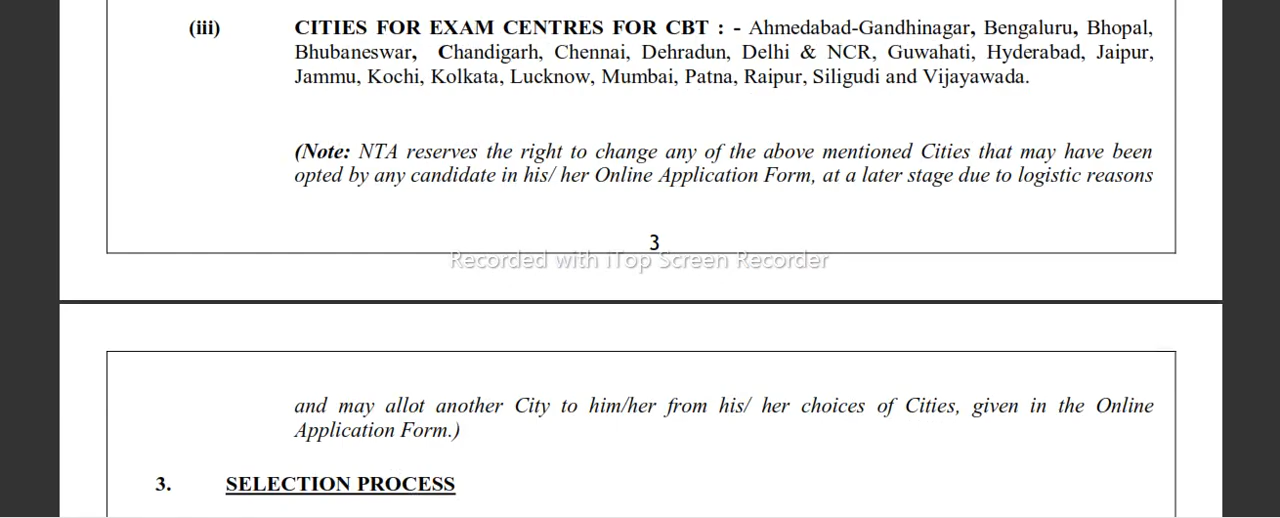 (iii) CITIES FOR EXAM CENTRES FOR CBT : - Ahmedabad-Gandhinagar, Bengaluru, Bhopal,
Bhubaneswar, Chandigarh, Chennai, Dehradun, Delhi & NCR, Guwahati, Hyderabad, Jaipur,
Jammu, Kochi, Kolkata, Lucknow, Mumbai, Patna, Raipur, Siligudi and Vijayawada.
(Note: NTA reserves the right to change any of the above mentioned Cities that may have been
opted by any candidate in his/ her Online Application Form, at a later stage due to logistic reasons
3
Recorded with iTop Screen Recorder
and may allot another City to him/her from his/ her choices of Cities, given in the Online
Application Form.)
3. SELECTION PROCESS